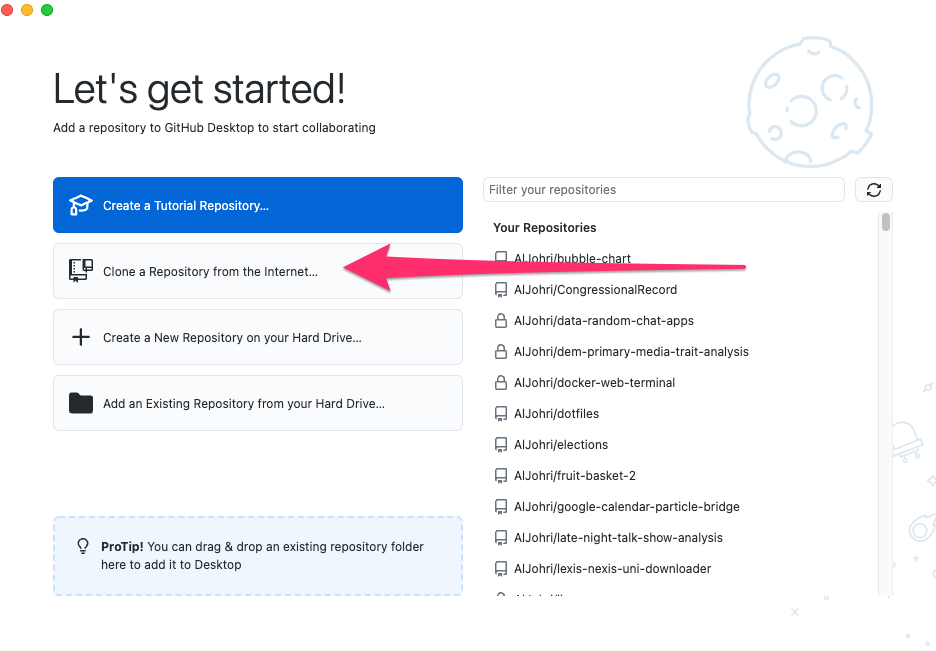 Let's get started!
Add a repository to GitHub Desktop to start collaborating
Create a Tutorial Repository...
Clone a Repository from the Internet...
Create a New Repository on your Hard Drive...
Add an Existing Repository from your Hard Drive...
ProTip! You can drag & drop an existing repository folder
here to add it to Desktop
Filter your repositories
Your Repositories
AlJohri/bubble-chart
AlJohri/CongressionalRecord
AlJohri/data-random-chat-apps
AlJohri/dem-primary-media-trait-analysis
AlJohri/docker-web-terminal
AlJohri/dotfiles
AlJohri/elections
AlJohri/fruit-basket-2
AlJohri/google-calendar-particle-bridge
AlJohri/late-night-talk-show-analysis
AlJohri/lexis-nexis-uni-downloader